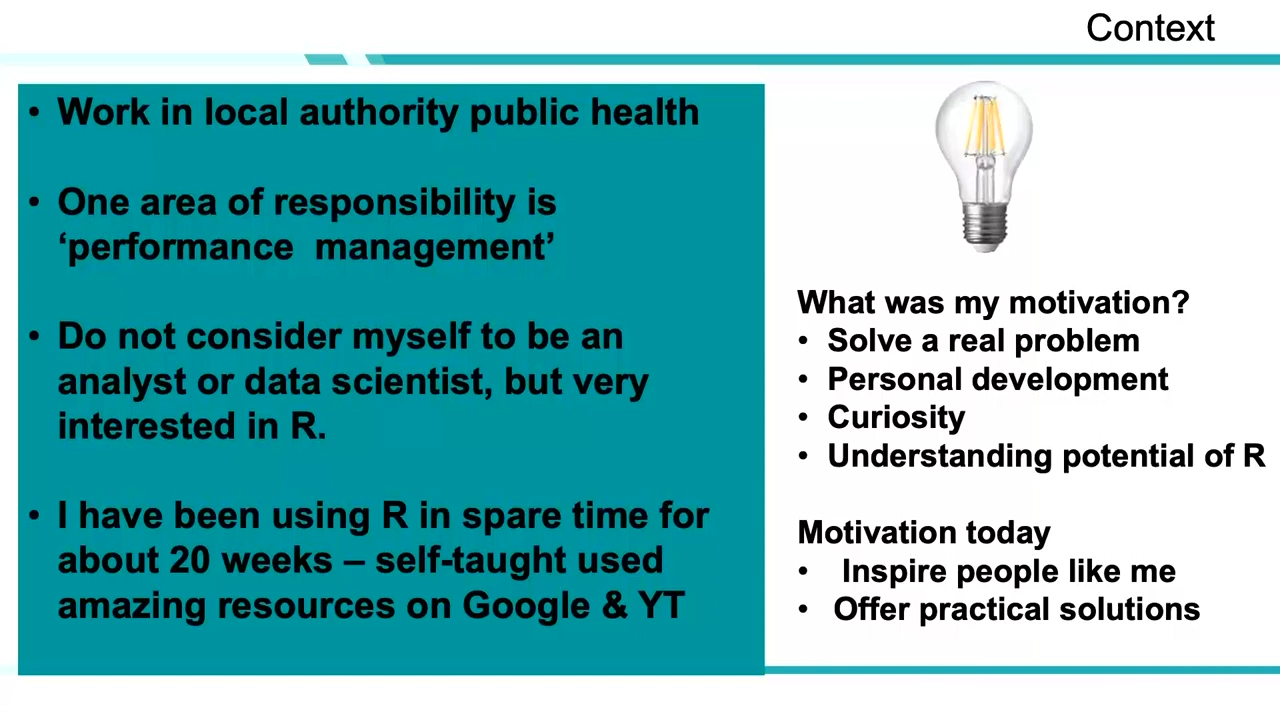 Context
• Work in local authority public health
• One area of responsibility is
‘performance  management’
• Do not consider myself to be an
analyst or data scientist, but very
interested in R.
• I have been using R in spare time for
about 20 weeks – self-taught used
amazing resources on Google & YT
What was my motivation?
• Solve a real problem
• Personal development
• Curiosity
• Understanding potential of R
Motivation today
• Inspire people like me
• Offer practical solutions